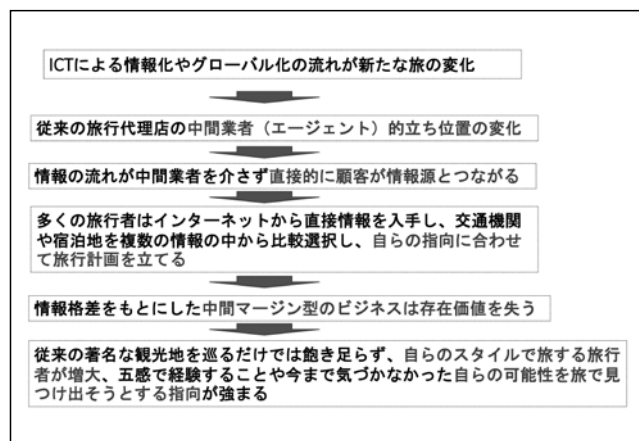 ICTによる情報化やグローバル化の流れが新たな旅の変化
従来の旅行代理店の中間業者（エージェント）的立ち位置の変化
情報の流れが中間業者を介さず直接的に顧客が情報源とつながる
多くの旅行者はインターネットから直接情報を入手し、交通機関
や宿泊地を複数の情報の中から比較選択し、自らの指向に合わせ
て旅行計画を立てる
情報格差をもとにした中間マージン型のビジネスは存在価値を失う
従来の著名な観光地を巡るだけでは飽き足らず、自らのスタイルで旅する旅行
者が増大、五感で経験することや今まで気づかなかった自らの可能性を旅で見
つけ出そうとする指向が強まる